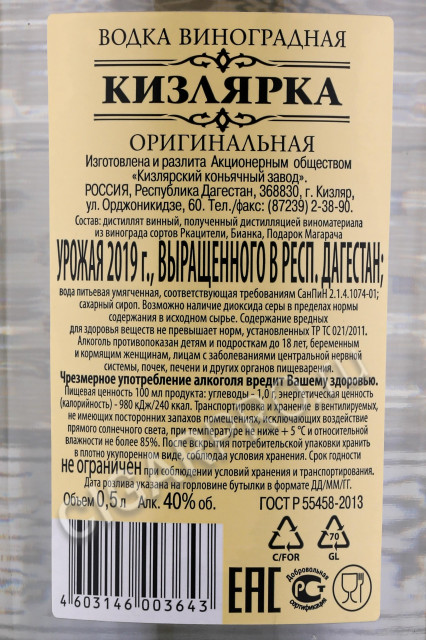 ВОДКА ВИНОГРАДНАЯ
КИЗЛЯРКА
ОРИГИНАЛЬНАЯ
Изготовлена и разлита Акционерным обществом
«Кизлярский коньячный завод».
РОССИЯ, Республика Дагестан, 368830, г. Кизляр,
ул. Орджоникидзе, 60. Тел./факс: (87239) 2-38-90.
Состав: дистиллят винный, полученный дистилляцией виноматериала
из винограда сортов Ркацители, Бианка, Подарок Магарача
УРОЖАЯ 2019 г., ВЫРАЩЕННОГО В РЕСП. ДАГЕСТАН;
вода питьевая умягченная, соответствующая требованиям СанПиН 2.1.4.1074-01;
сахарный сироп. Возможно наличие диоксида серы в пределах нормы
содержания в исходном сырье. Содержание вредных
для здоровья веществ не превышает норм, установленных ТР ТС 021/2011.
Алкоголь противопоказан детям и подросткам до 18 лет, беременным
и кормящим женщинам, лицам с заболеваниями центральной нервной
системы, почек, печени и других органов пищеварения.
Чрезмерное употребление алкоголя вредит Вашему здоровью.
Пищевая ценность 100 мл продукта: углеводы - 1,0 г; энергетическая ценность
(калорийность) - 980 кДж/240 ккал. Транспортировка и хранение в вентилируемых,
не имеющих посторонних запахов помещениях, исключающих воздействие
прямого солнечного света, при температуре не ниже + 5 °С и относительной
влажности не более 85%. После вскрытия потребительской упаковки хранить
в плотно укупоренном виде, соблюдая условия хранения. Срок годности
не ограничен при соблюдении условий хранения и транспортирования.
Дата розлива указана на горловине бутылки в формате ДД/ММ/ГГ.
Объем 0,5 л Алк. 40% об. ГОСТ Р 55458-2013
C/FOR
70
GL
ЕАС
Добровольная
сертификация
4 603146 003643